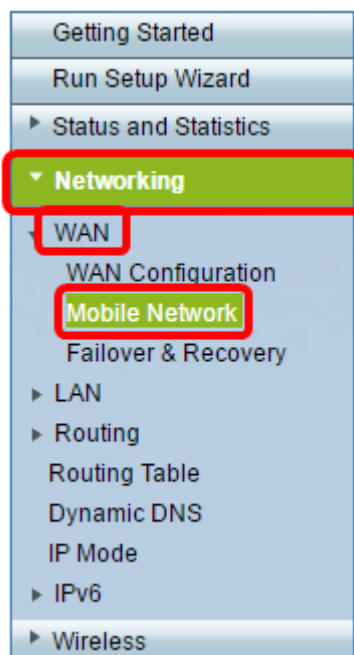 Getting Started
Run Setup Wizard
Status and Statistics
Networking
WAN
WAN Configuration
Mobile Network
Failover & Recovery
LAN
Routing
Routing Table
Dynamic DNS
IP Mode
IPv6
Wireless